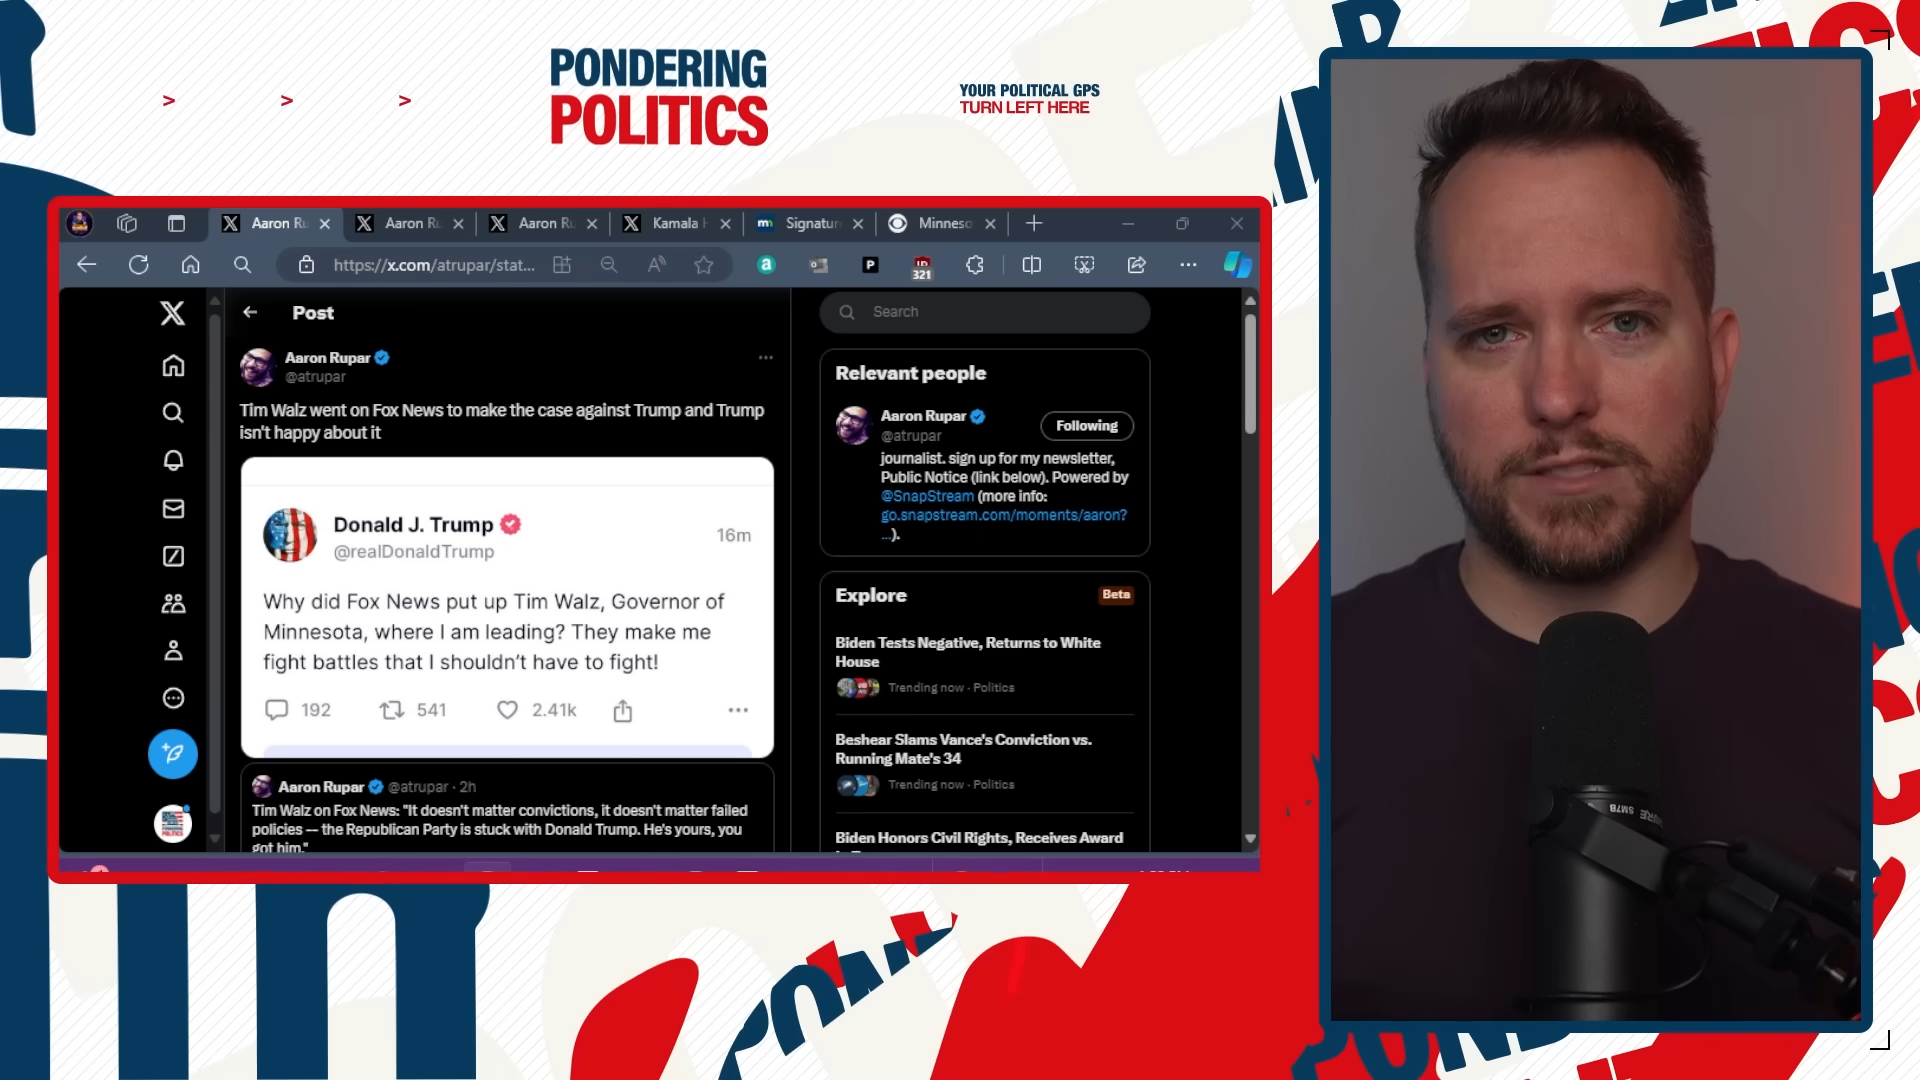 PONDERING
POLITICS
YOUR POLITICAL GPS
TURN LEFT HERE
> > >
Aaron Ru
Aaron Ru
Aaron Ru
Kamala H
Signatur
Minneso
https://x.com/atrupar/stat...
321
Post
Aaron Rupar
@atrupar
Tim Walz went on Fox News to make the case against Trump and Trump
isn't happy about it
Donald J. Trump
@realDonaldTrump
16m
Why did Fox News put up Tim Walz, Governor of
Minnesota, where I am leading? They make me
fight battles that I shouldn't have to fight!
192 541 2.41k
Aaron Rupar @atrupar · 2h
Tim Walz on Fox News: "It doesn't matter convictions, it doesn't matter failed
policies -- the Republican Party is stuck with Donald Trump. He's yours, you
got him."
Search
Relevant people
Aaron Rupar
@atrupar
Following
journalist. sign up for my newsletter,
Public Notice (link below). Powered by
@SnapStream (more info:
go.snapstream.com/moments/aaron?
...).
Explore
Beta
Biden Tests Negative, Returns to White
House
Trending now · Politics
Beshear Slams Vance's Conviction vs.
Running Mate's 34
Trending now · Politics
Biden Honors Civil Rights, Receives Award
SM7B